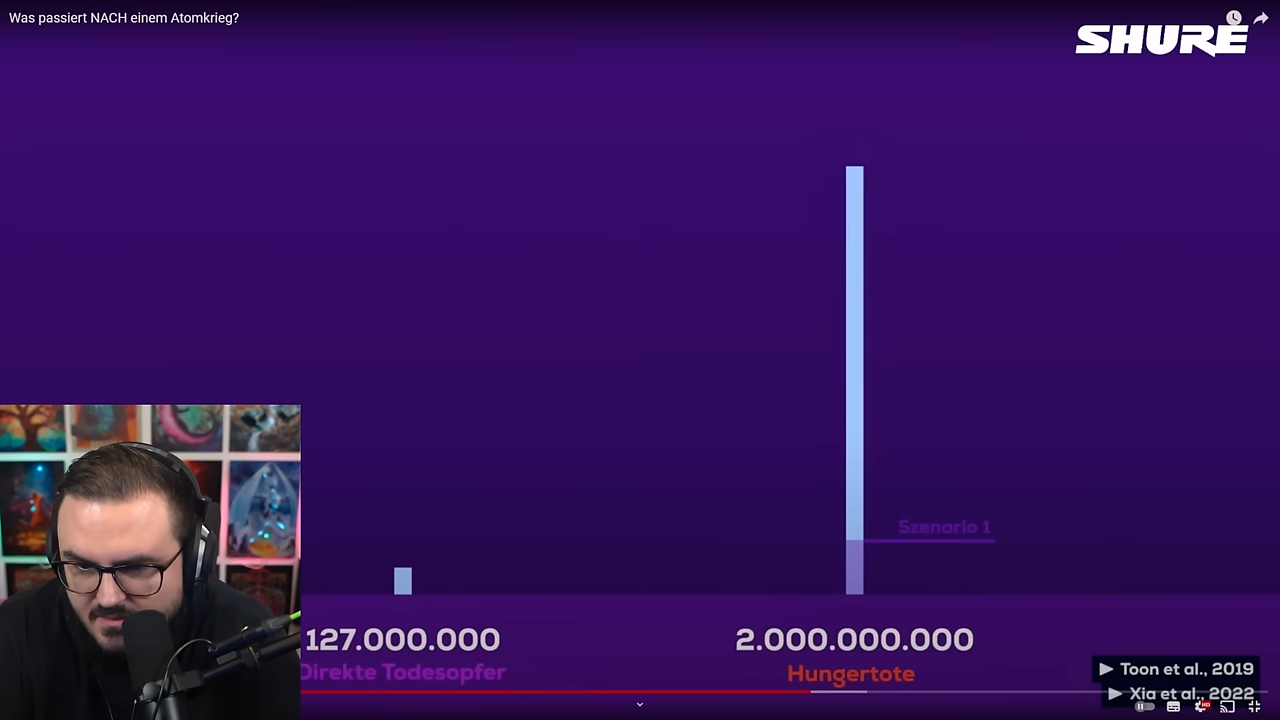 Was passiert NACH einem Atomkrieg?
SHURE
Szenario 1
127.000.000
2.000.000.000
Direkte Todesopfer
Hungertote
► Toon et al., 2019
► Xia et al., 2022
HD